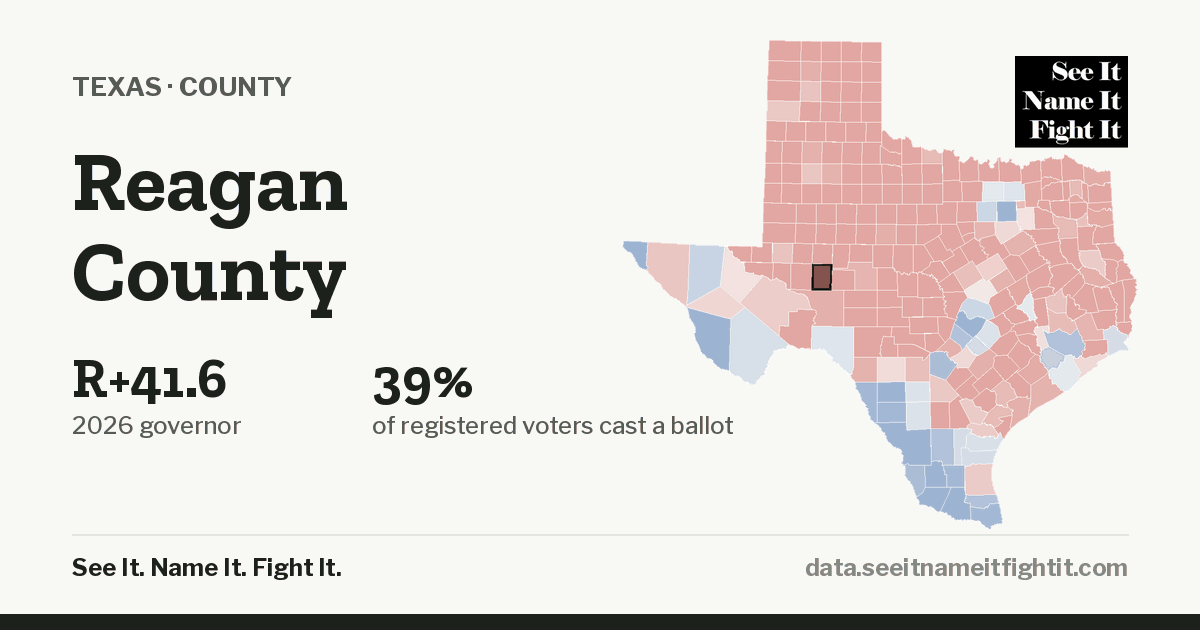 TEXAS · COUNTY
See It
Name It
Fight It
Reagan
County
R+41.6
2026 governor
39%
of registered voters cast a ballot
See It. Name It. Fight It.
data.seeitnameitfightit.com